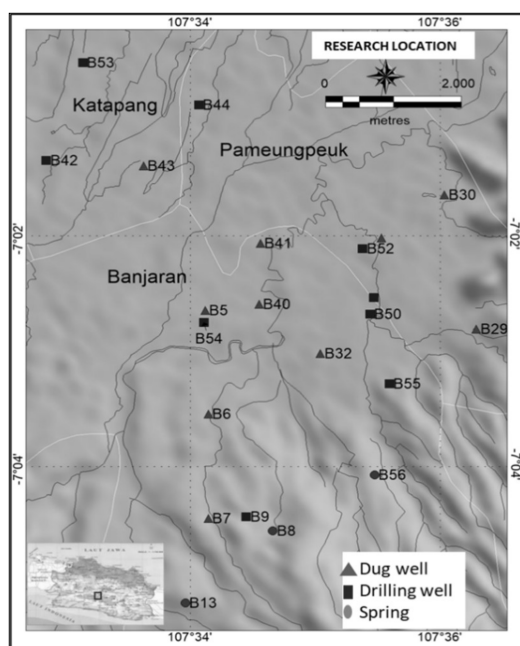 107°34'
107°36'
RESEARCH LOCATION
0 2.000
metres
B53
Katapang
B44
Pameungpeuk
B42
B43
B30
-7°02
-7°02
B41
B52
Banjaran
B5
B40
B50
B54
B29
B32
B55
B6
-7°04
-7°04
B56
B7
B9
B8
B13
Dug well
Drilling well
Spring
107°34'
107°36'